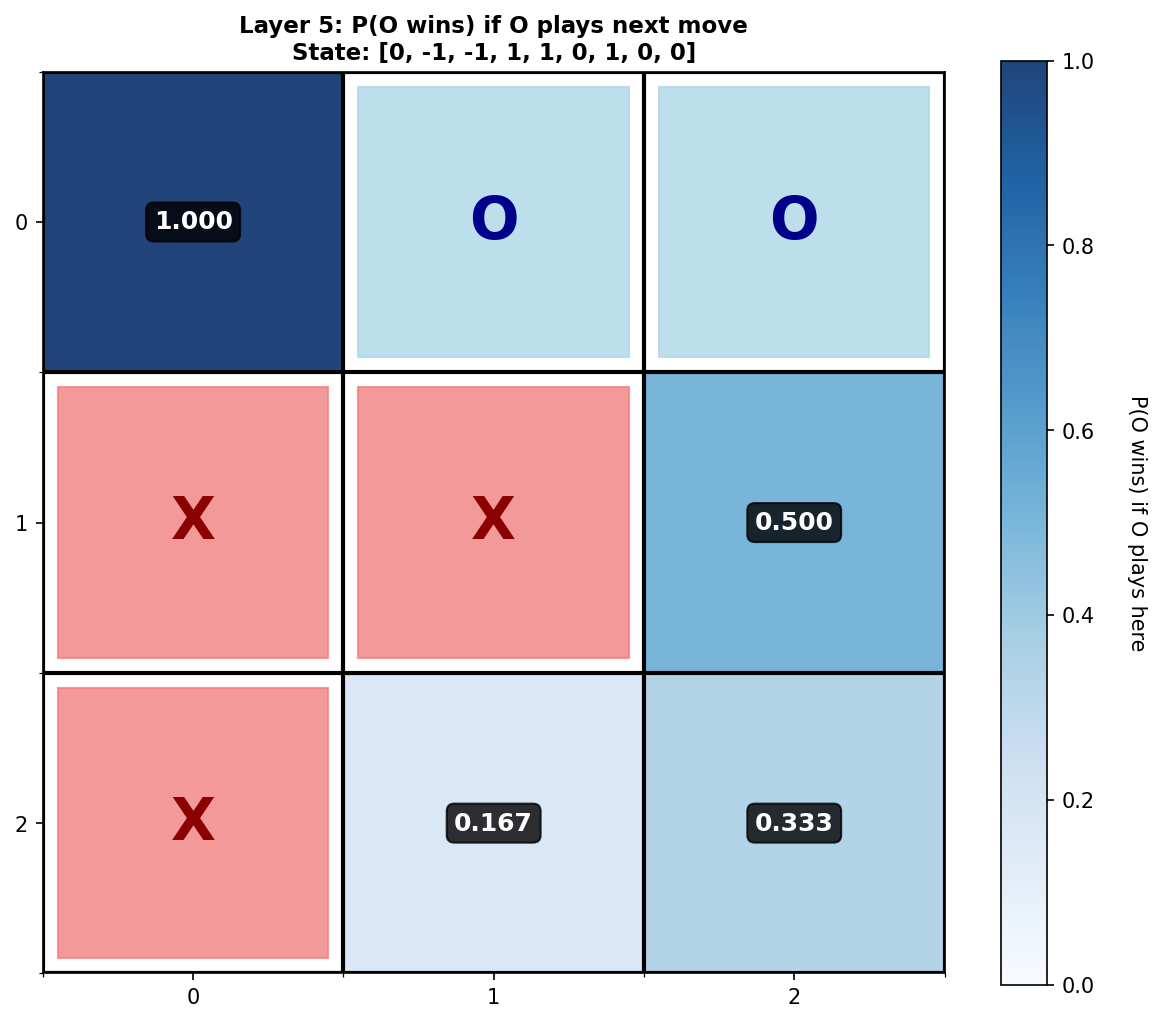 Layer 5: P(O wins) if O plays next move
State: [0, -1, -1, 1, 1, 0, 1, 0, 0]
0
1.000
O
O
1
X
X
0.500
2
X
0.167
0.333
0
1
2
1.0
0.8
0.6
0.4
0.2
0.0
P(O wins) if O plays here